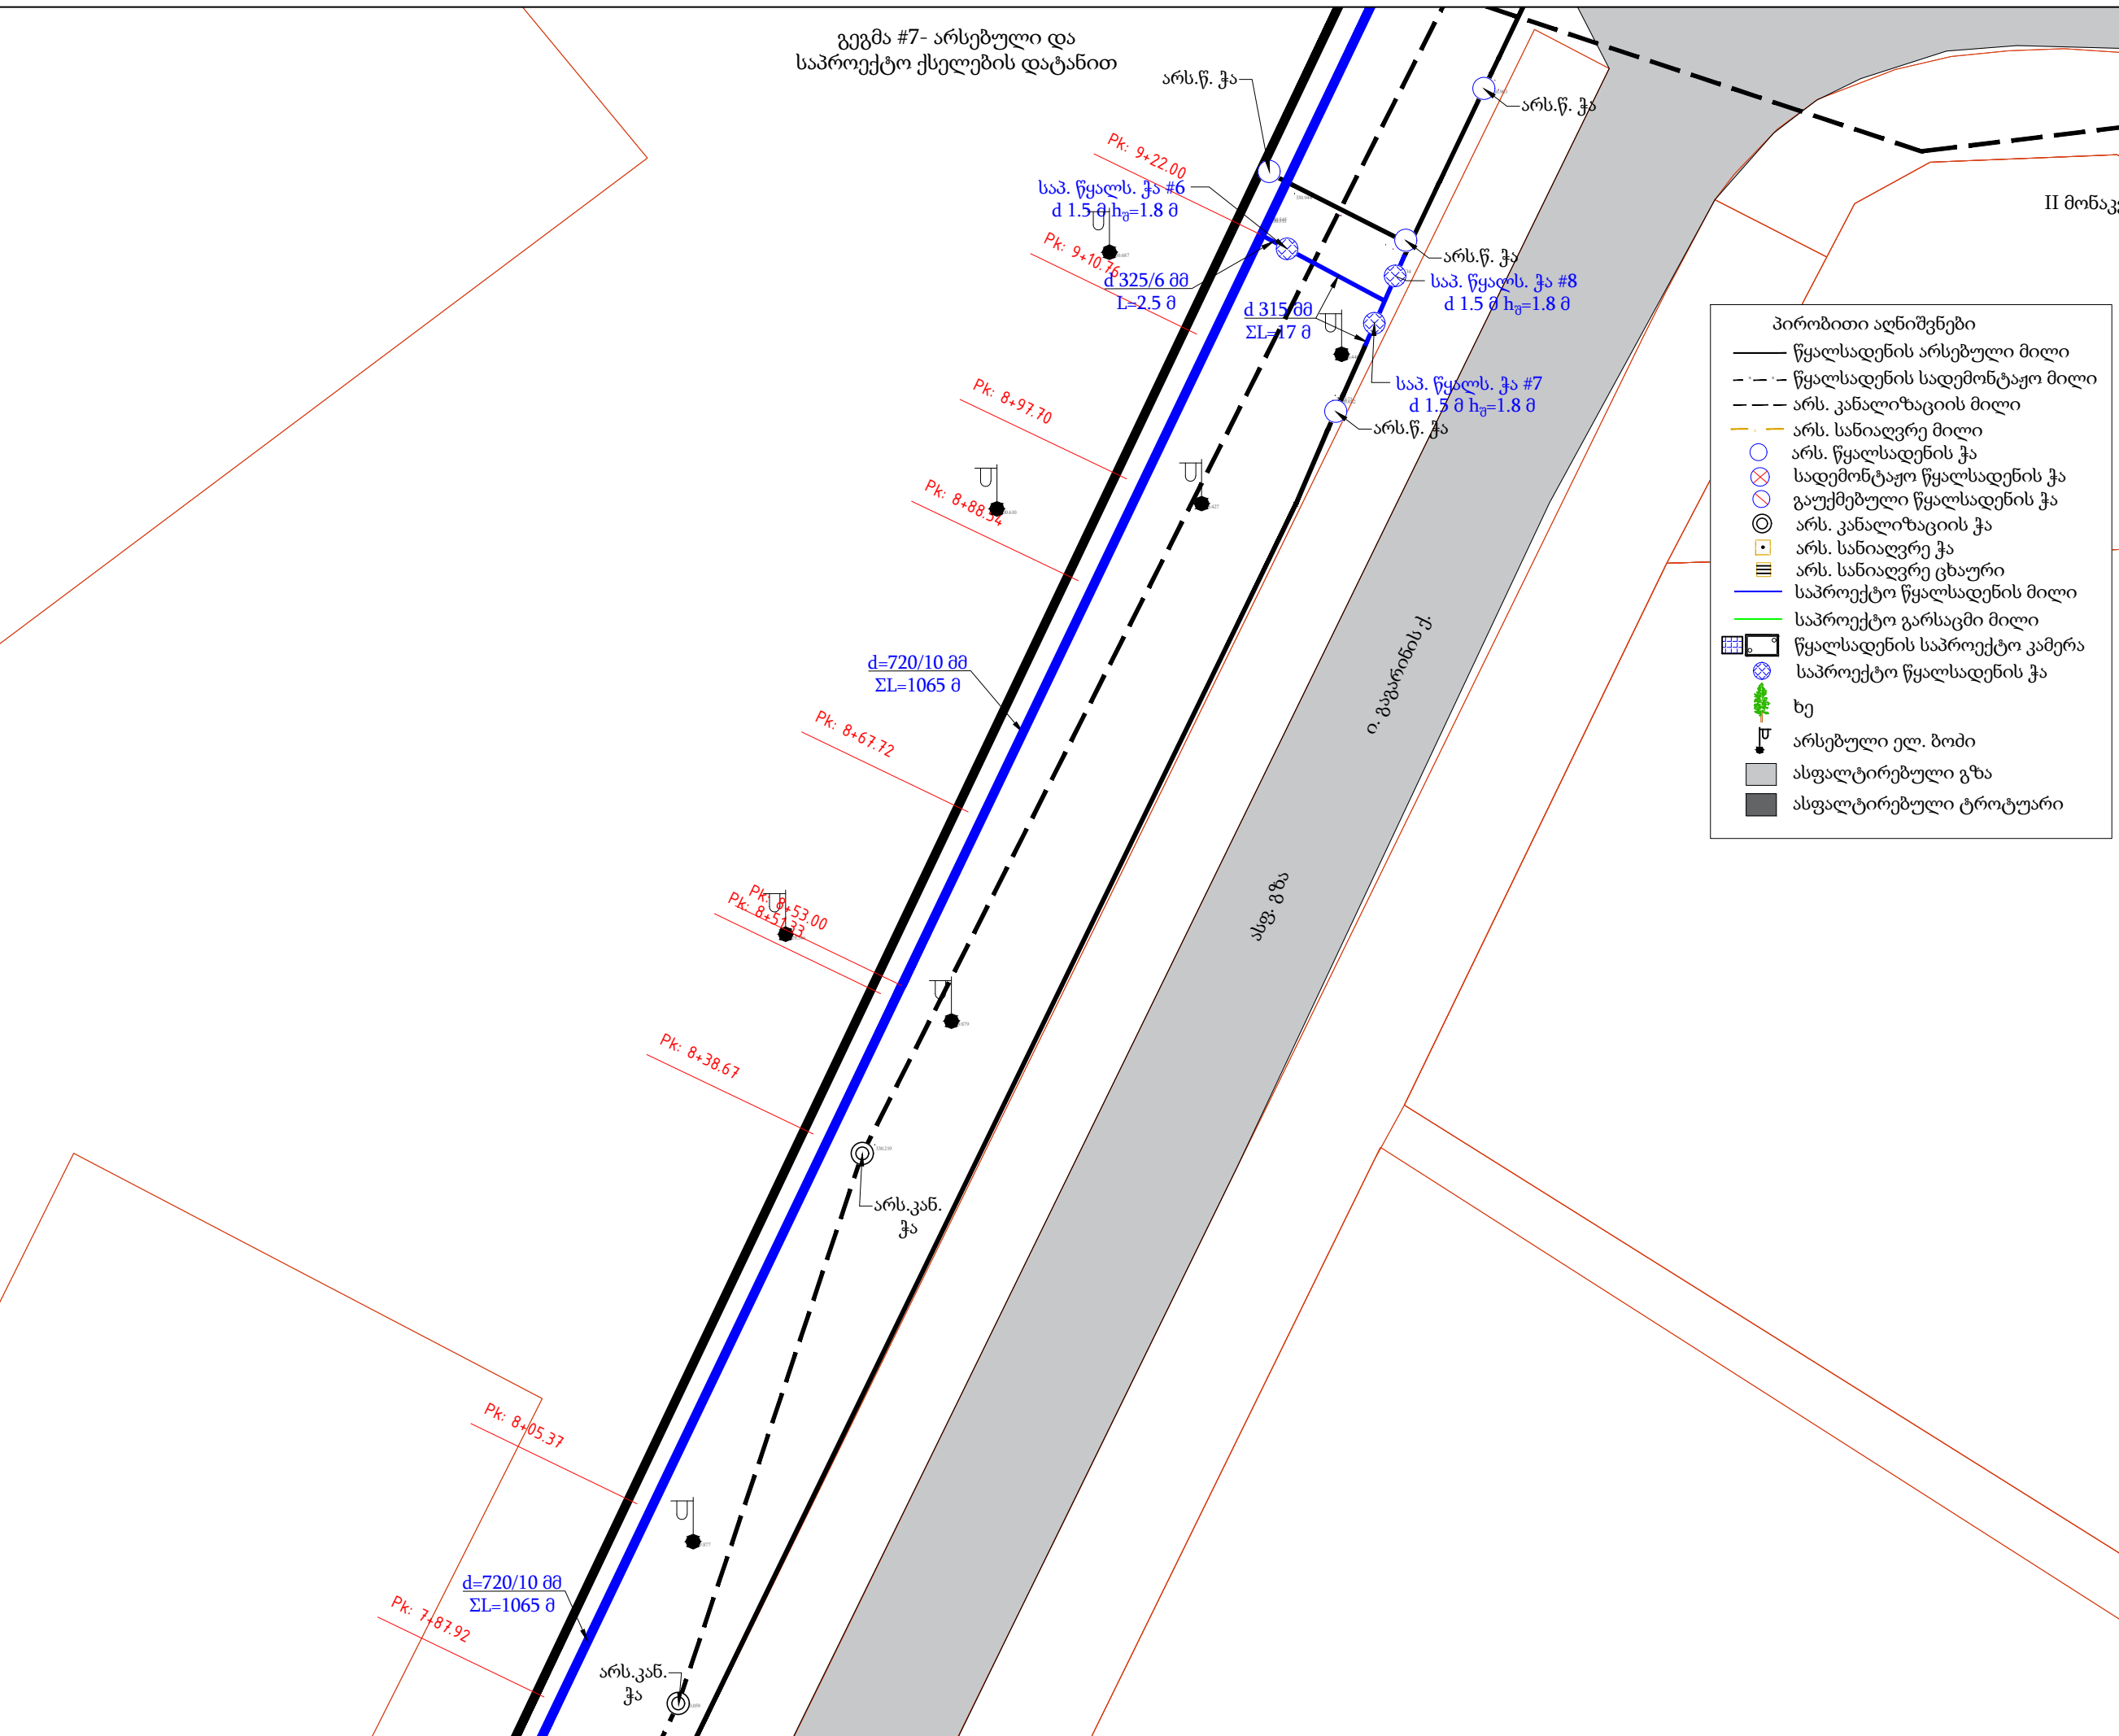 გეგმა #7- არსებული და
საპროექტო ქსელების დატანით
არს.წ. ჭა
არს.წ. ჭა
Pk: 9+22.00
საპ. წყალს. ჭა #6
d 1.5 მ hშ=1.8 მ
II
Pk: 9+10.76
d 325/6 მმ
L=2.5 მ
არს.წ. ჭა
საპ. წყალს. ჭა #8
d 1.5 მ hშ=1.8 მ
d 315 მმ
ΣL=17 მ
საპ. წყალს. ჭა #7
d 1.5 მ hშ=1.8 მ
არს.წ. ჭა
Pk: 8+97.70
Pk: 8+88.54
d=720/10 მმ
ΣL=1065 მ
ი. გაგარინის ქ.
Pk: 8+67.72
ასფ. გზა
Pk: 8+53.00
Pk: 8+51.33
Pk: 8+38.67
არს.კან.
ჭა
Pk: 8+05.37
d=720/10 მმ
ΣL=1065 მ
Pk: 7+87.92
არს.კან.
ჭა
პირობითი აღნიშვნები
წყალსადენის არსებული მილი
წყალსადენის სადემონტაჟო მილი
არს. კანალიზაციის მილი
არს. სანიაღვრე მილი
არს. წყალსადენის ჭა
სადემონტაჟო წყალსადენის ჭა
გაუქმებული წყალსადენის ჭა
არს. კანალიზაციის ჭა
არს. სანიაღვრე ჭა
არს. სანიაღვრე ცხაური
საპროექტო წყალსადენის მილი
საპროექტო გარსაცმი მილი
წყალსადენის საპროექტო კამერა
საპროექტო წყალსადენის ჭა
ხე
არსებული ელ. ბოძი
ასფალტირებული გზა
ასფალტირებული ტროტუარი